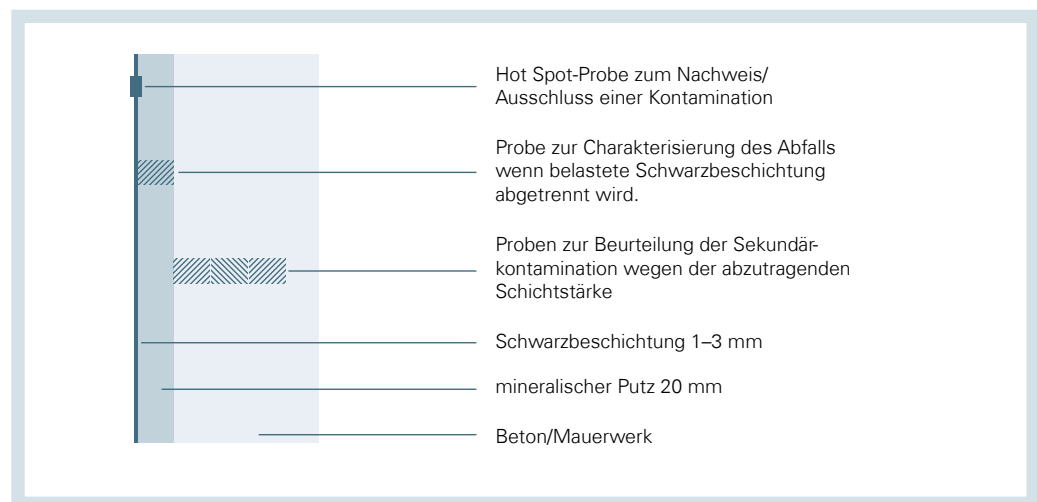 Hot Spot-Probe zum Nachweis/
Ausschluss einer Kontamination
Probe zur Charakterisierung des Abfalls
wenn belastete Schwarzbeschichtung
abgetrennt wird.
Proben zur Beurteilung der Sekundär-
kontamination wegen der abzutragenden
Schichtstärke
Schwarzbeschichtung 1–3 mm
mineralischer Putz 20 mm
Beton/Mauerwerk